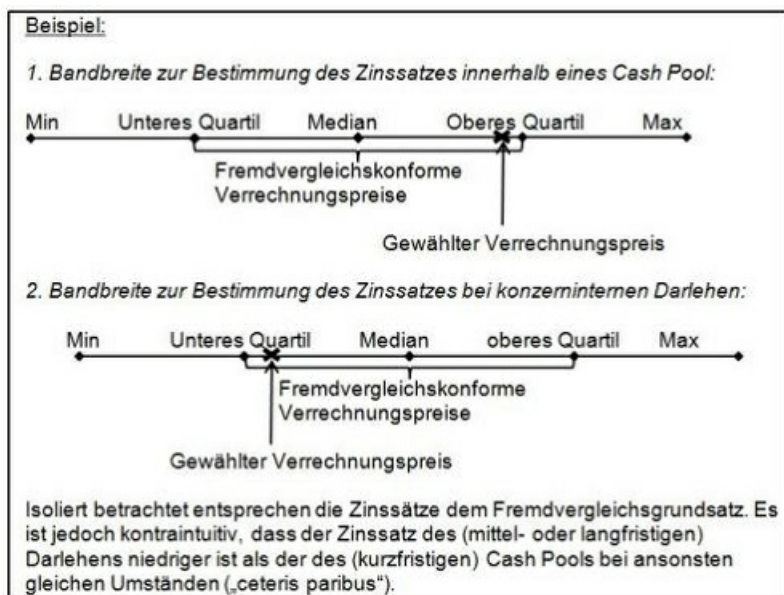 Beispiel:
1. Bandbreite zur Bestimmung des Zinssatzes innerhalb eines Cash Pool:
Min Unteres Quartil Median Oberes Quartil Max
Fremdvergleichskonforme
Verrechnungspreise
Gewählter Verrechnungspreis
2. Bandbreite zur Bestimmung des Zinssatzes bei konzerninternen Darlehen:
Min Unteres Quartil Median oberes Quartil Max
Fremdvergleichskonforme
Verrechnungspreise
Gewählter Verrechnungspreis
Isoliert betrachtet entsprechen die Zinssätze dem Fremdvergleichsgrundsatz. Es
ist jedoch kontraintuitiv, dass der Zinssatz des (mittel- oder langfristigen)
Darlehens niedriger ist als der des (kurzfristigen) Cash Pools bei ansonsten
gleichen Umständen („ceteris paribus“).